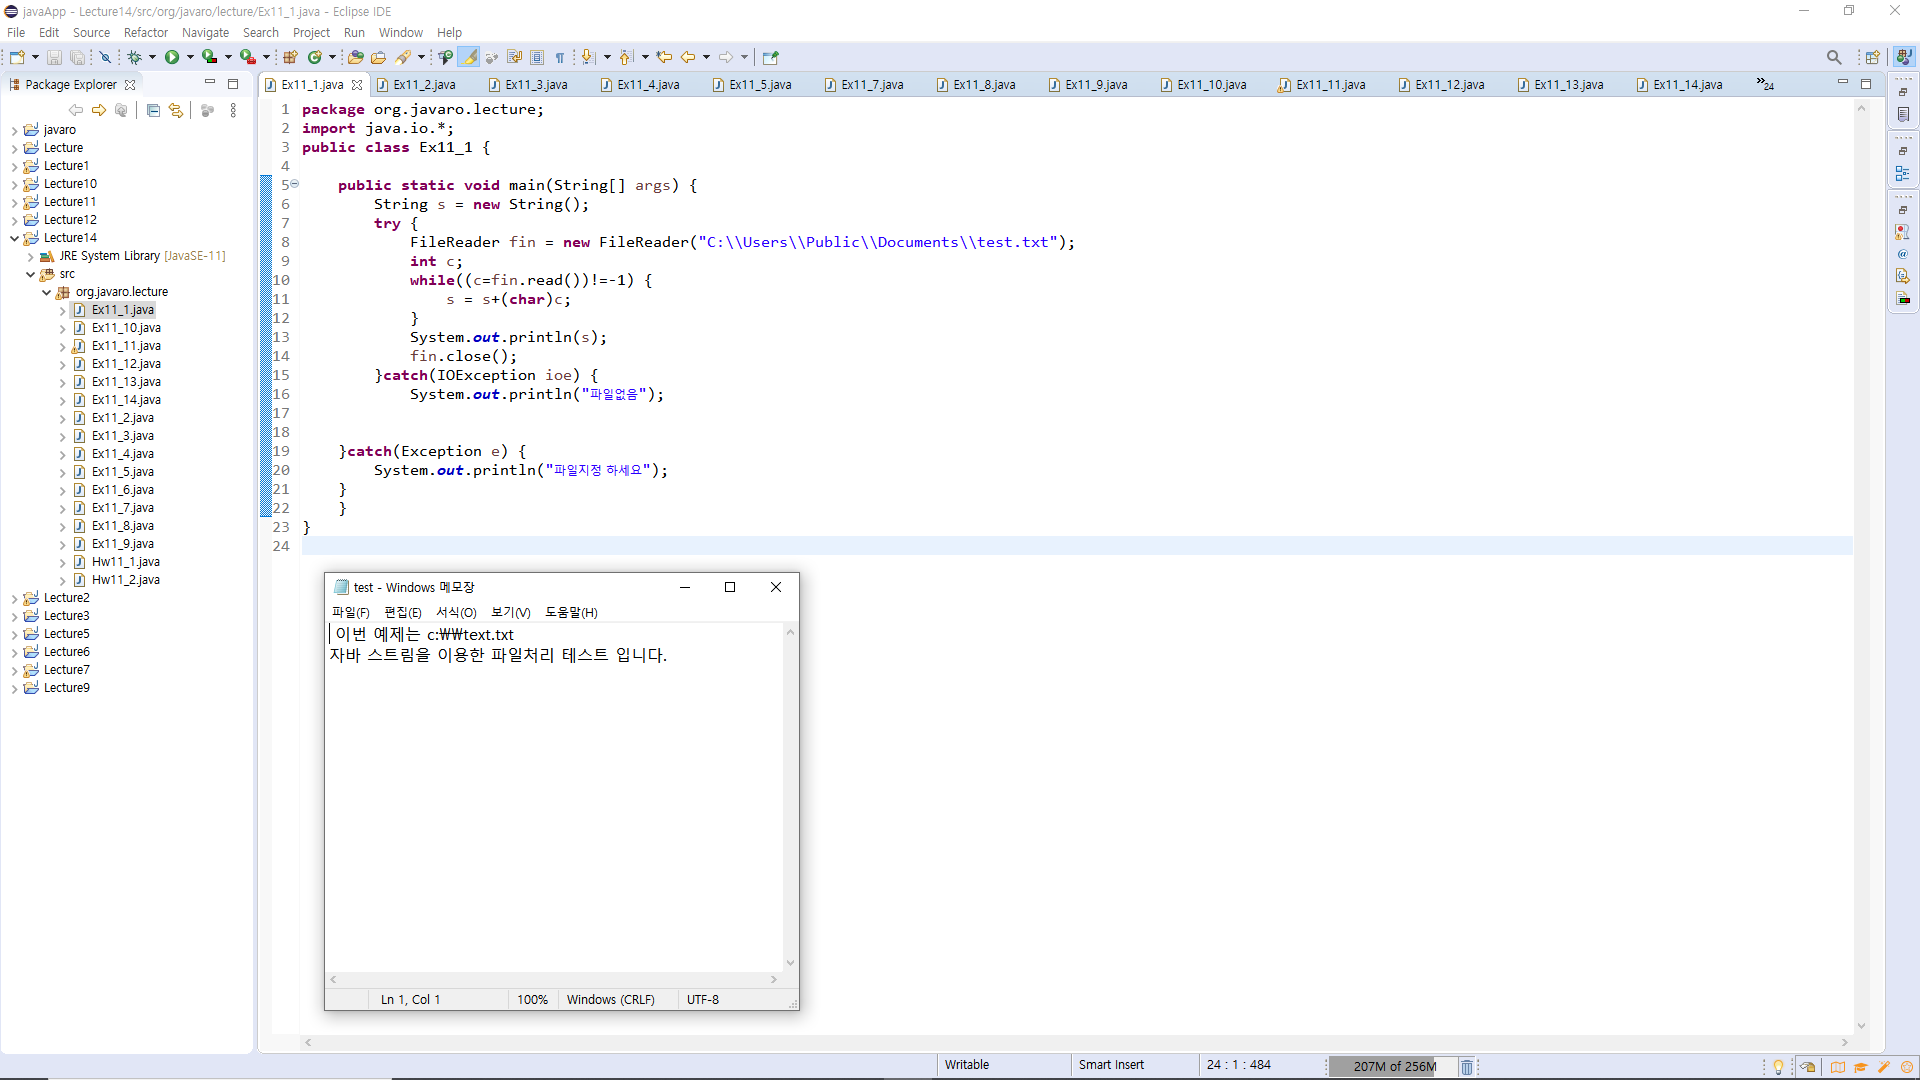 javaApp - Lecture14/src/org/javaro/lecture/Ex11_1.java - Eclipse IDE
File Edit Source Refactor Navigate Search Project Run Window Help
Package Explorer
Ex11_1.java Ex11_2.java Ex11_3.java Ex11_4.java Ex11_5.java Ex11_7.java Ex11_8.java Ex11_9.java Ex11_10.java Ex11_11.java Ex11_12.java Ex11_13.java Ex11_14.java »24
javaro
Lecture
Lecture1
Lecture10
Lecture11
Lecture12
Lecture14
JRE System Library [JavaSE-11]
src
org.javaro.lecture
Ex11_1.java
Ex11_10.java
Ex11_11.java
Ex11_12.java
Ex11_13.java
Ex11_14.java
Ex11_2.java
Ex11_3.java
Ex11_4.java
Ex11_5.java
Ex11_6.java
Ex11_7.java
Ex11_8.java
Ex11_9.java
Hw11_1.java
Hw11_2.java
Lecture2
Lecture3
Lecture5
Lecture6
Lecture7
Lecture9
1 package org.javaro.lecture;
2 import java.io.*;
3 public class Ex11_1 {
4
5 public static void main(String[] args) {
6 String s = new String();
7 try {
8 FileReader fin = new FileReader("C:\\Users\\Public\\Documents\\test.txt");
9 int c;
10 while((c=fin.read())!=-1) {
11 s = s+(char)c;
12 }
13 System.out.println(s);
14 fin.close();
15 }catch(IOException ioe) {
16 System.out.println("파일없음");
17
18
19 }catch(Exception e) {
20 System.out.println("파일지정 하세요");
21 }
22 }
23 }
24
test - Windows 메모장
파일(F) 편집(E) 서식(O) 보기(V) 도움말(H)
이번 예제는 c:₩₩text.txt
자바 스트림을 이용한 파일처리 테스트 입니다.
Ln 1, Col 1 100% Windows (CRLF) UTF-8
Writable Smart Insert 24 : 1 : 484 207M of 256M